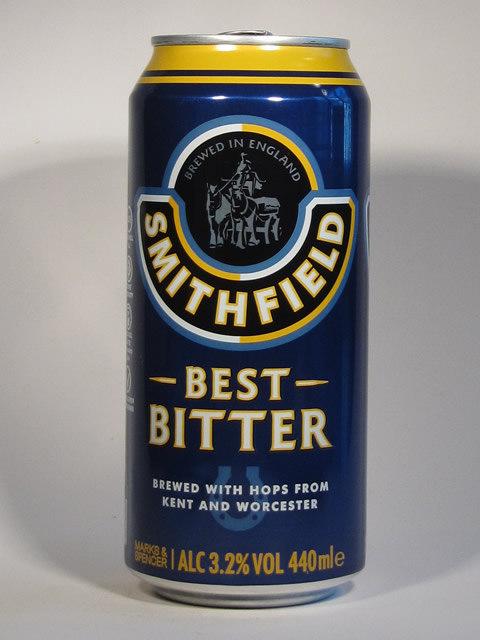 BREWED IN ENGLAND
SMITHFIELD
BEST
BITTER
BREWED WITH HOPS FROM
KENT AND WORCESTER
MARKS &
SPENCER | ALC 3.2% VOL 440mle